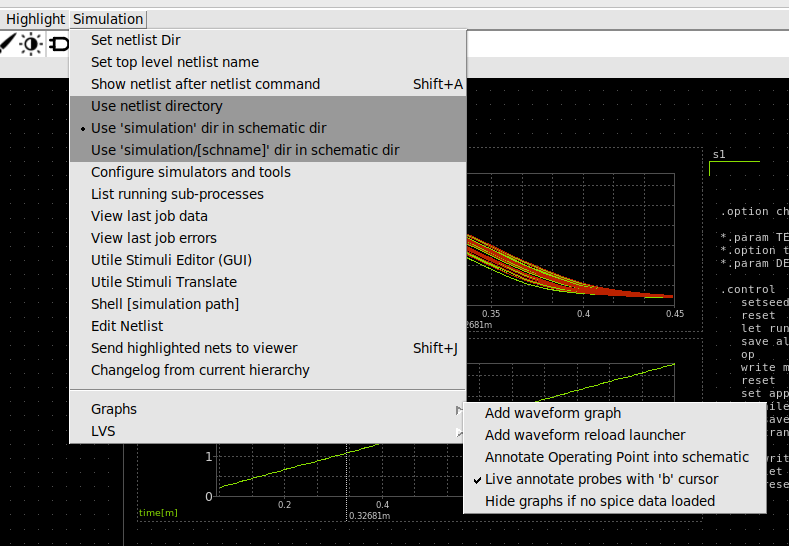 Highlight Simulation
Set netlist Dir
Set top level netlist name
Show netlist after netlist command Shift+A
Use netlist directory
Use 'simulation' dir in schematic dir
Use 'simulation/[schname]' dir in schematic dir
Configure simulators and tools
List running sub-processes
View last job data
View last job errors
Utile Stimuli Editor (GUI)
Utile Stimuli Translate
Shell [simulation path]
Edit Netlist
Send highlighted nets to viewer Shift+J
Changelog from current hierarchy
Graphs
LVS
Add waveform graph
Add waveform reload launcher
Annotate Operating Point into schematic
Live annotate probes with 'b' cursor
Hide graphs if no spice data loaded
s1
.option ch
*.param TE
*.option t
*.param DE
.control
setseed
reset
let run
save al
op
write m
reset
set app
0.35 0.4 0.45
2681m
1
0
0.2 0.4
time[m] 0.32681m